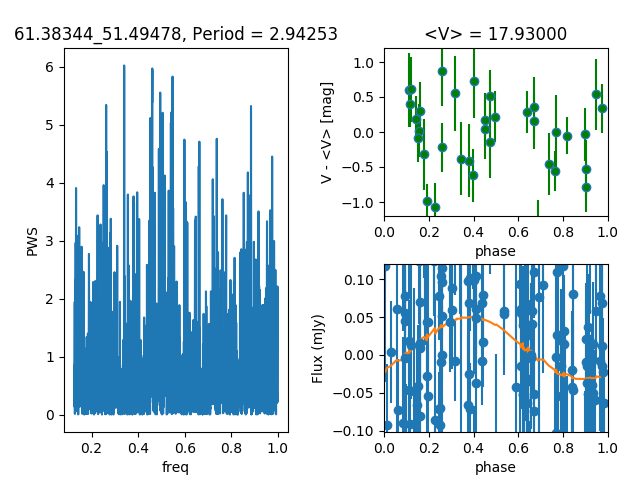 61.38344_51.49478, Period = 2.94253
<V> = 17.93000
PWS
6
5
4
3
2
1
0
0.2 0.4 0.6 0.8 1.0
freq
V - <V> [mag]
1.0
0.5
0.0
−0.5
−1.0
0.0 0.2 0.4 0.6 0.8 1.0
phase
Flux (mJy)
0.10
0.05
0.00
−0.05
−0.10
0.0 0.2 0.4 0.6 0.8 1.0
phase